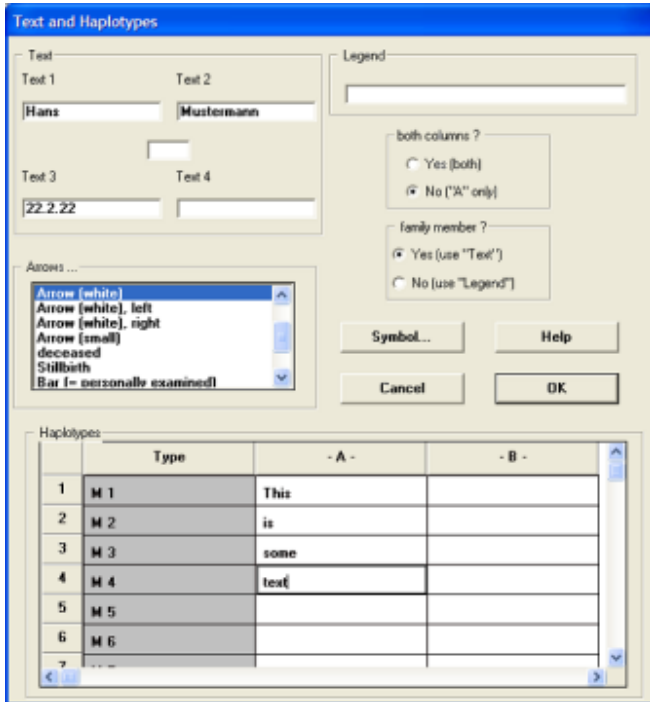 Text and Haplotypes
Text
Text 1 Text 2
Hans Mustermann
Text 3 Text 4
22.2.22
Legend
both columns ?
Yes (both)
No ("A" only)
family member ?
Yes (use "Text")
No (use "Legend")
Arrows ...
Arrow (white)
Arrow (white), left
Arrow (white), right
Arrow (small)
deceased
Stillbirth
Bar (= personally examined)
Symbol... Help
Cancel OK
Haplotypes
Type - A - - B -
1 M 1 This
2 M 2 is
3 M 3 some
4 M 4 text
5 M 5
6 M 6